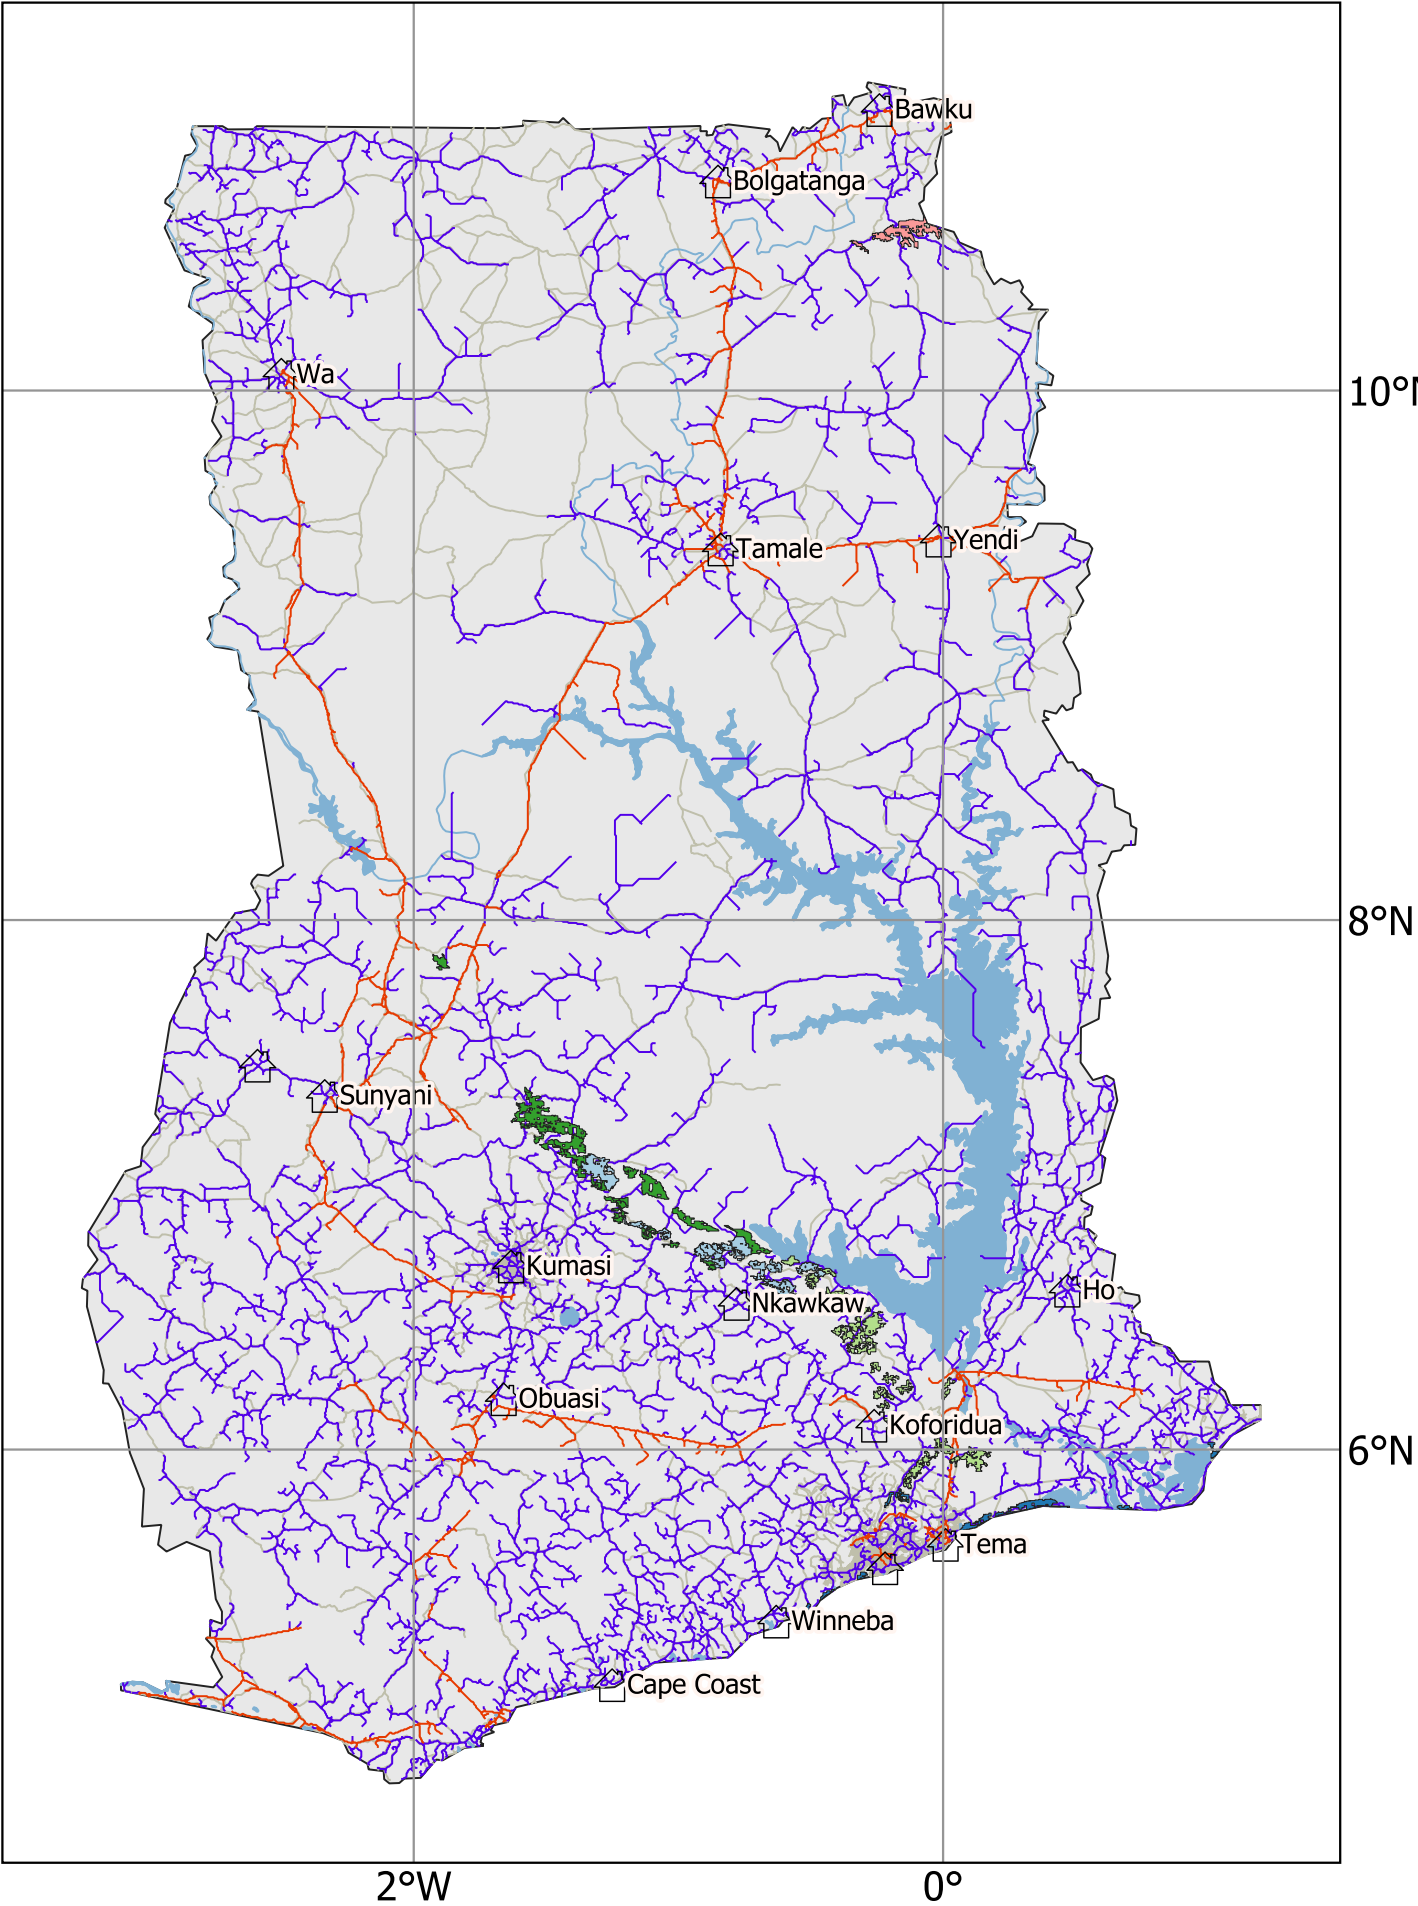 Bawku
Bolgatanga
Wa
10°
Tamale
Yendi
8°N
Sunyani
Kumasi
Ho
Nkawkaw
Obuasi
Koforidua
6°N
Tema
Winneba
Cape Coast
2°W
0°